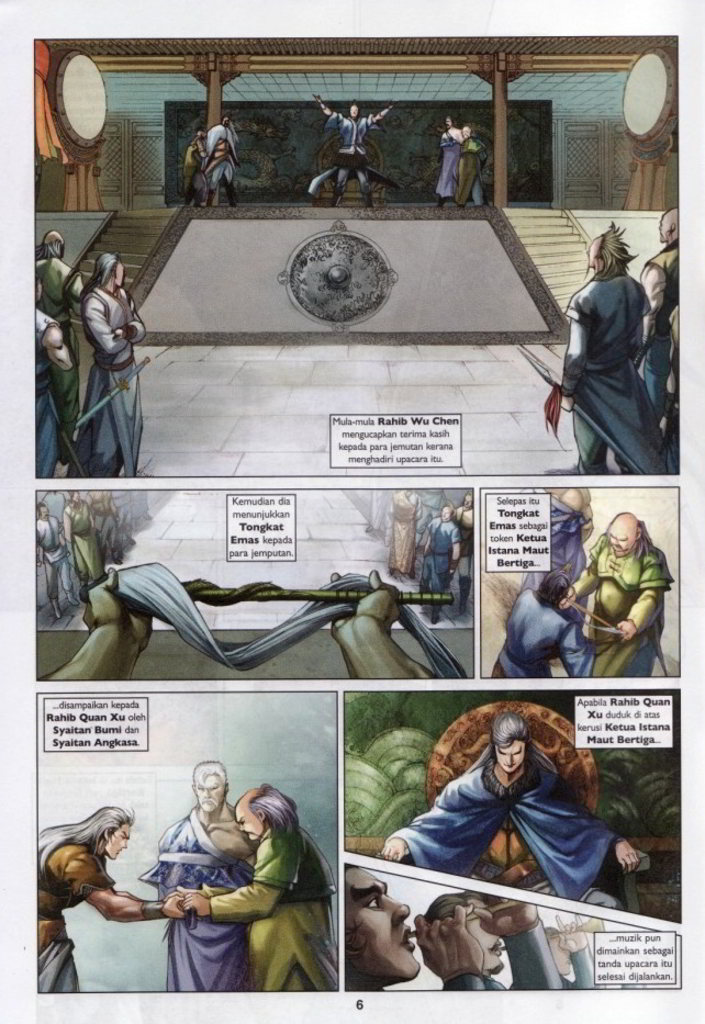 Mula-mula Rahib Wu Chen
mengucapkan terima kasih
kepada para jemutan kerana
menghadiri upacara itu.
Kemudian dia
menunjukkan
Tongkat
Emas kepada
para jemputan.
Selepas itu
Tongkat
Emas sebagai
token Ketua
Istana Maut
Bertiga...
...disampaikan kepada
Rahib Quan Xu oleh
Syaitan Bumi dan
Syaitan Angkasa.
Apabila Rahib Quan
Xu duduk di atas
kerusi Ketua Istana
Maut Bertiga...
...muzik pun
dimainkan sebagai
tanda upacara itu
selesai dijalankan.
6